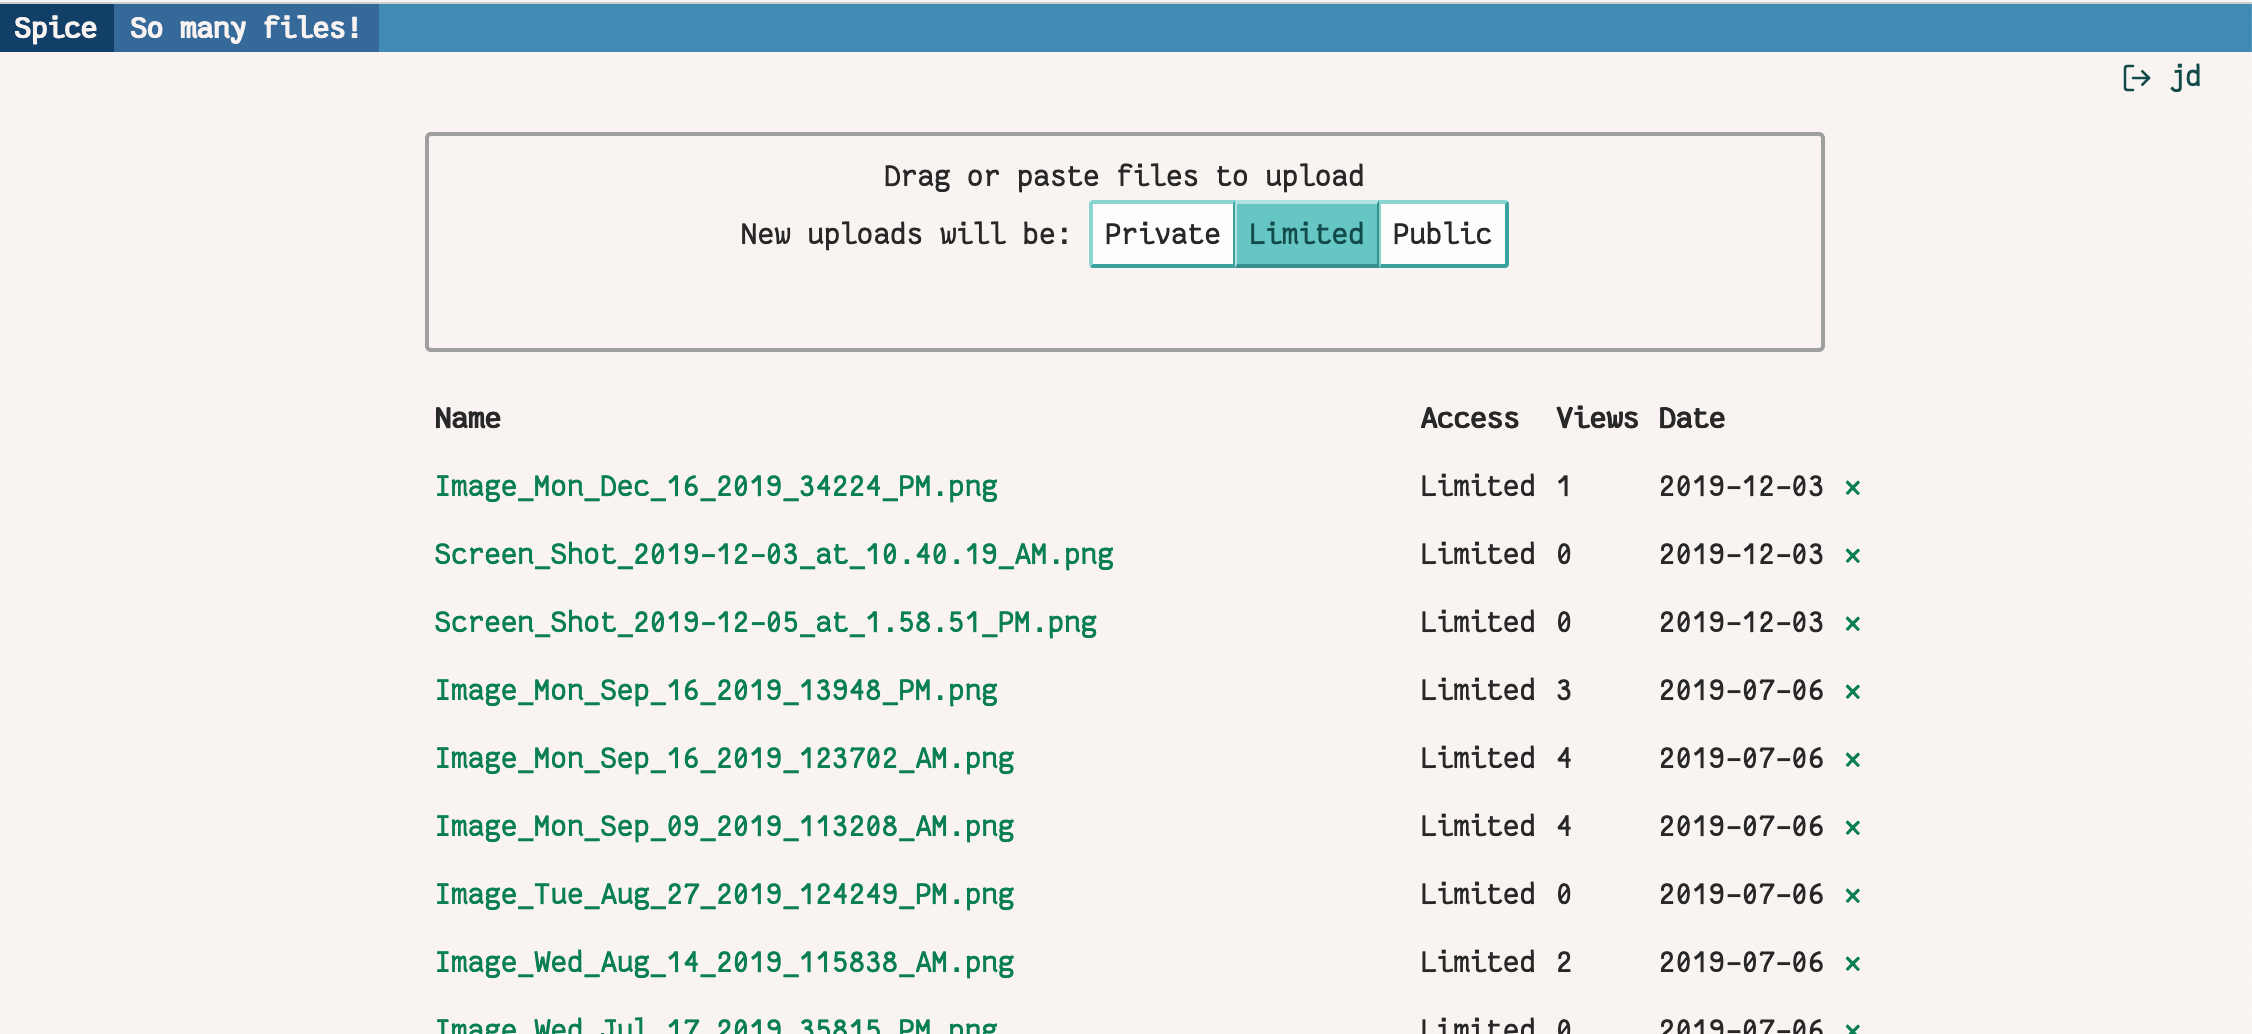 Spice So many files!
jd
Drag or paste files to upload
New uploads will be: Private Limited Public
Name Access Views Date
Image_Mon_Dec_16_2019_34224_PM.png Limited 1 2019-12-03 ×
Screen_Shot_2019-12-03_at_10.40.19_AM.png Limited 0 2019-12-03 ×
Screen_Shot_2019-12-05_at_1.58.51_PM.png Limited 0 2019-12-03 ×
Image_Mon_Sep_16_2019_13948_PM.png Limited 3 2019-07-06 ×
Image_Mon_Sep_16_2019_123702_AM.png Limited 4 2019-07-06 ×
Image_Mon_Sep_09_2019_113208_AM.png Limited 4 2019-07-06 ×
Image_Tue_Aug_27_2019_124249_PM.png Limited 0 2019-07-06 ×
Image_Wed_Aug_14_2019_115838_AM.png Limited 2 2019-07-06 ×
Image_Wed_Jul_17_2019_35815_PM.png Limited 0 2019-07-06 ×